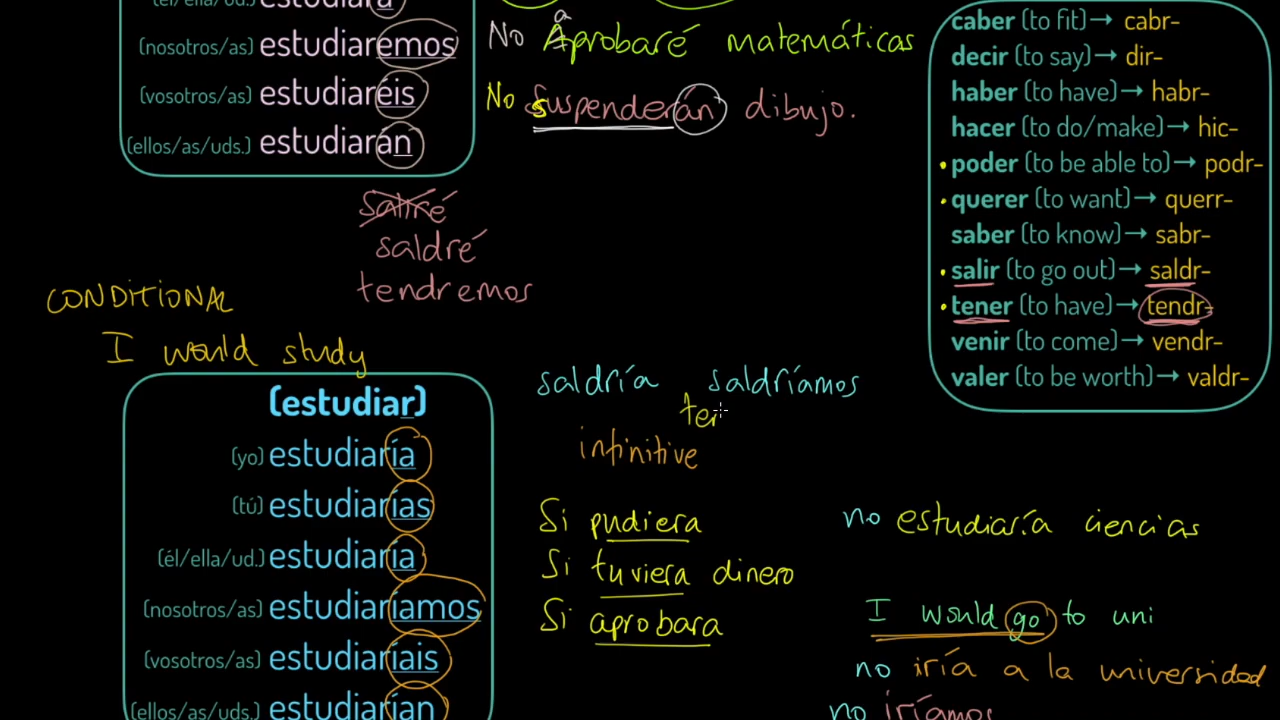 (él/ella/ud.) estudiará
(nosotros/as) estudiaremos
(vosotros/as) estudiaréis
(ellos/as/uds.) estudiarán
No aprobaré matemáticas
No suspenderán dibujo.
caber (to fit)→ cabr-
decir (to say)→ dir-
haber (to have)→ habr-
hacer (to do/make)→ hic-
poder (to be able to)→ podr-
querer (to want)→ querr-
saber (to know)→ sabr-
salir (to go out)→ saldr-
tener (to have)→ tendr-
venir (to come)→ vendr-
valer (to be worth)→ valdr-
saliré
saldré
tendremos
CONDITIONAL
I would study
(estudiar)
(yo) estudiaría
(tú) estudiarías
(él/ella/ud.) estudiaría
(nosotros/as) estudiaríamos
(vosotros/as) estudiaríais
(ellos/as/uds.) estudiarían
saldría saldríamos
ten
infinitive
Si pudiera
Si tuviera dinero
Si aprobara
no estudiaría ciencias
I would go to uni
no iría a la universidad
no iríamos